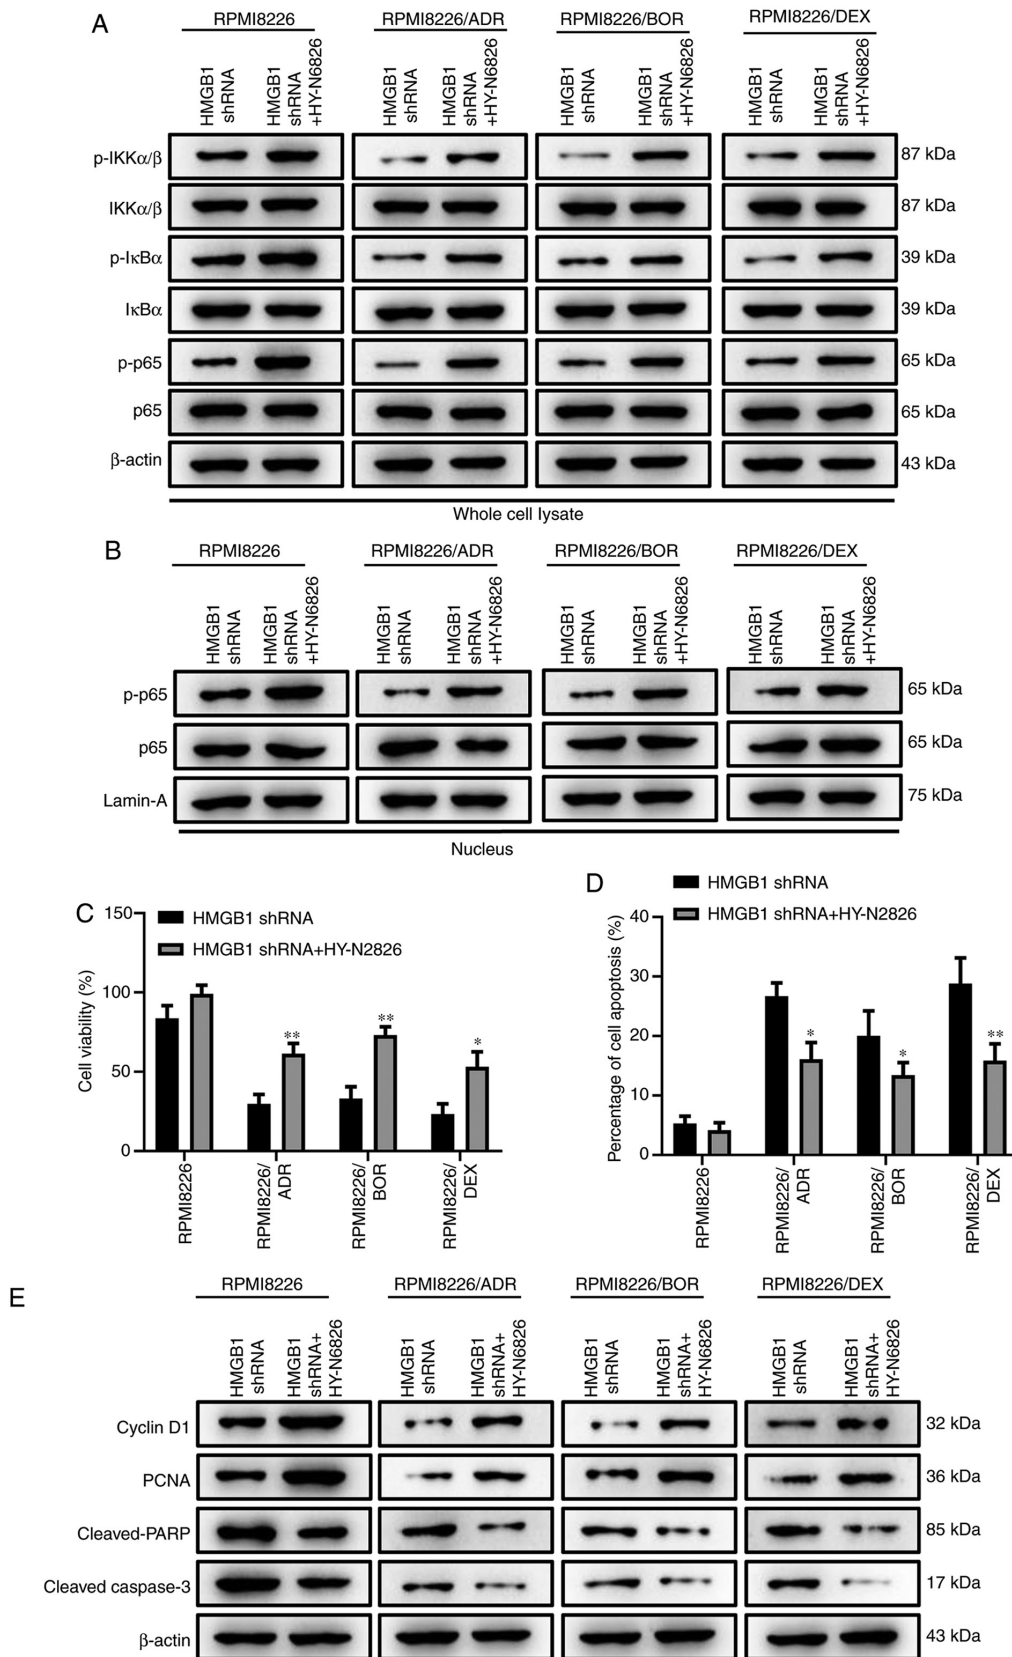 A
RPMI8226 RPMI8226/ADR RPMI8226/BOR RPMI8226/DEX
HMGB1 shRNA HMGB1 shRNA +HY-N6826 HMGB1 shRNA HMGB1 shRNA +HY-N6826 HMGB1 shRNA HMGB1 shRNA +HY-N6826 HMGB1 shRNA HMGB1 shRNA +HY-N6826
p-IKKα/β 87 kDa
IKKα/β 87 kDa
p-IκBα 39 kDa
IκBα 39 kDa
p-p65 65 kDa
p65 65 kDa
β-actin 43 kDa
Whole cell lysate
B
RPMI8226 RPMI8226/ADR RPMI8226/BOR RPMI8226/DEX
HMGB1 shRNA HMGB1 shRNA +HY-N6826 HMGB1 shRNA HMGB1 shRNA +HY-N6826 HMGB1 shRNA HMGB1 shRNA +HY-N6826 HMGB1 shRNA HMGB1 shRNA +HY-N6826
p-p65 65 kDa
p65 65 kDa
Lamin-A 75 kDa
Nucleus
C
HMGB1 shRNA
HMGB1 shRNA+HY-N2826
Cell viability (%)
150
100
50
0
** ** *
RPMI8226 RPMI8226/ADR RPMI8226/BOR RPMI8226/DEX
D
HMGB1 shRNA
HMGB1 shRNA+HY-N2826
Percentage of cell apoptosis (%)
40
30
20
10
0
* * **
RPMI8226 RPMI8226/ADR RPMI8226/BOR RPMI8226/DEX
E
RPMI8226 RPMI8226/ADR RPMI8226/BOR RPMI8226/DEX
HMGB1 shRNA HMGB1 shRNA+ HY-N6826 HMGB1 shRNA HMGB1 shRNA+ HY-N6826 HMGB1 shRNA HMGB1 shRNA+ HY-N6826 HMGB1 shRNA HMGB1 shRNA+ HY-N6826
Cyclin D1 32 kDa
PCNA 36 kDa
Cleaved-PARP 85 kDa
Cleaved caspase-3 17 kDa
β-actin 43 kDa